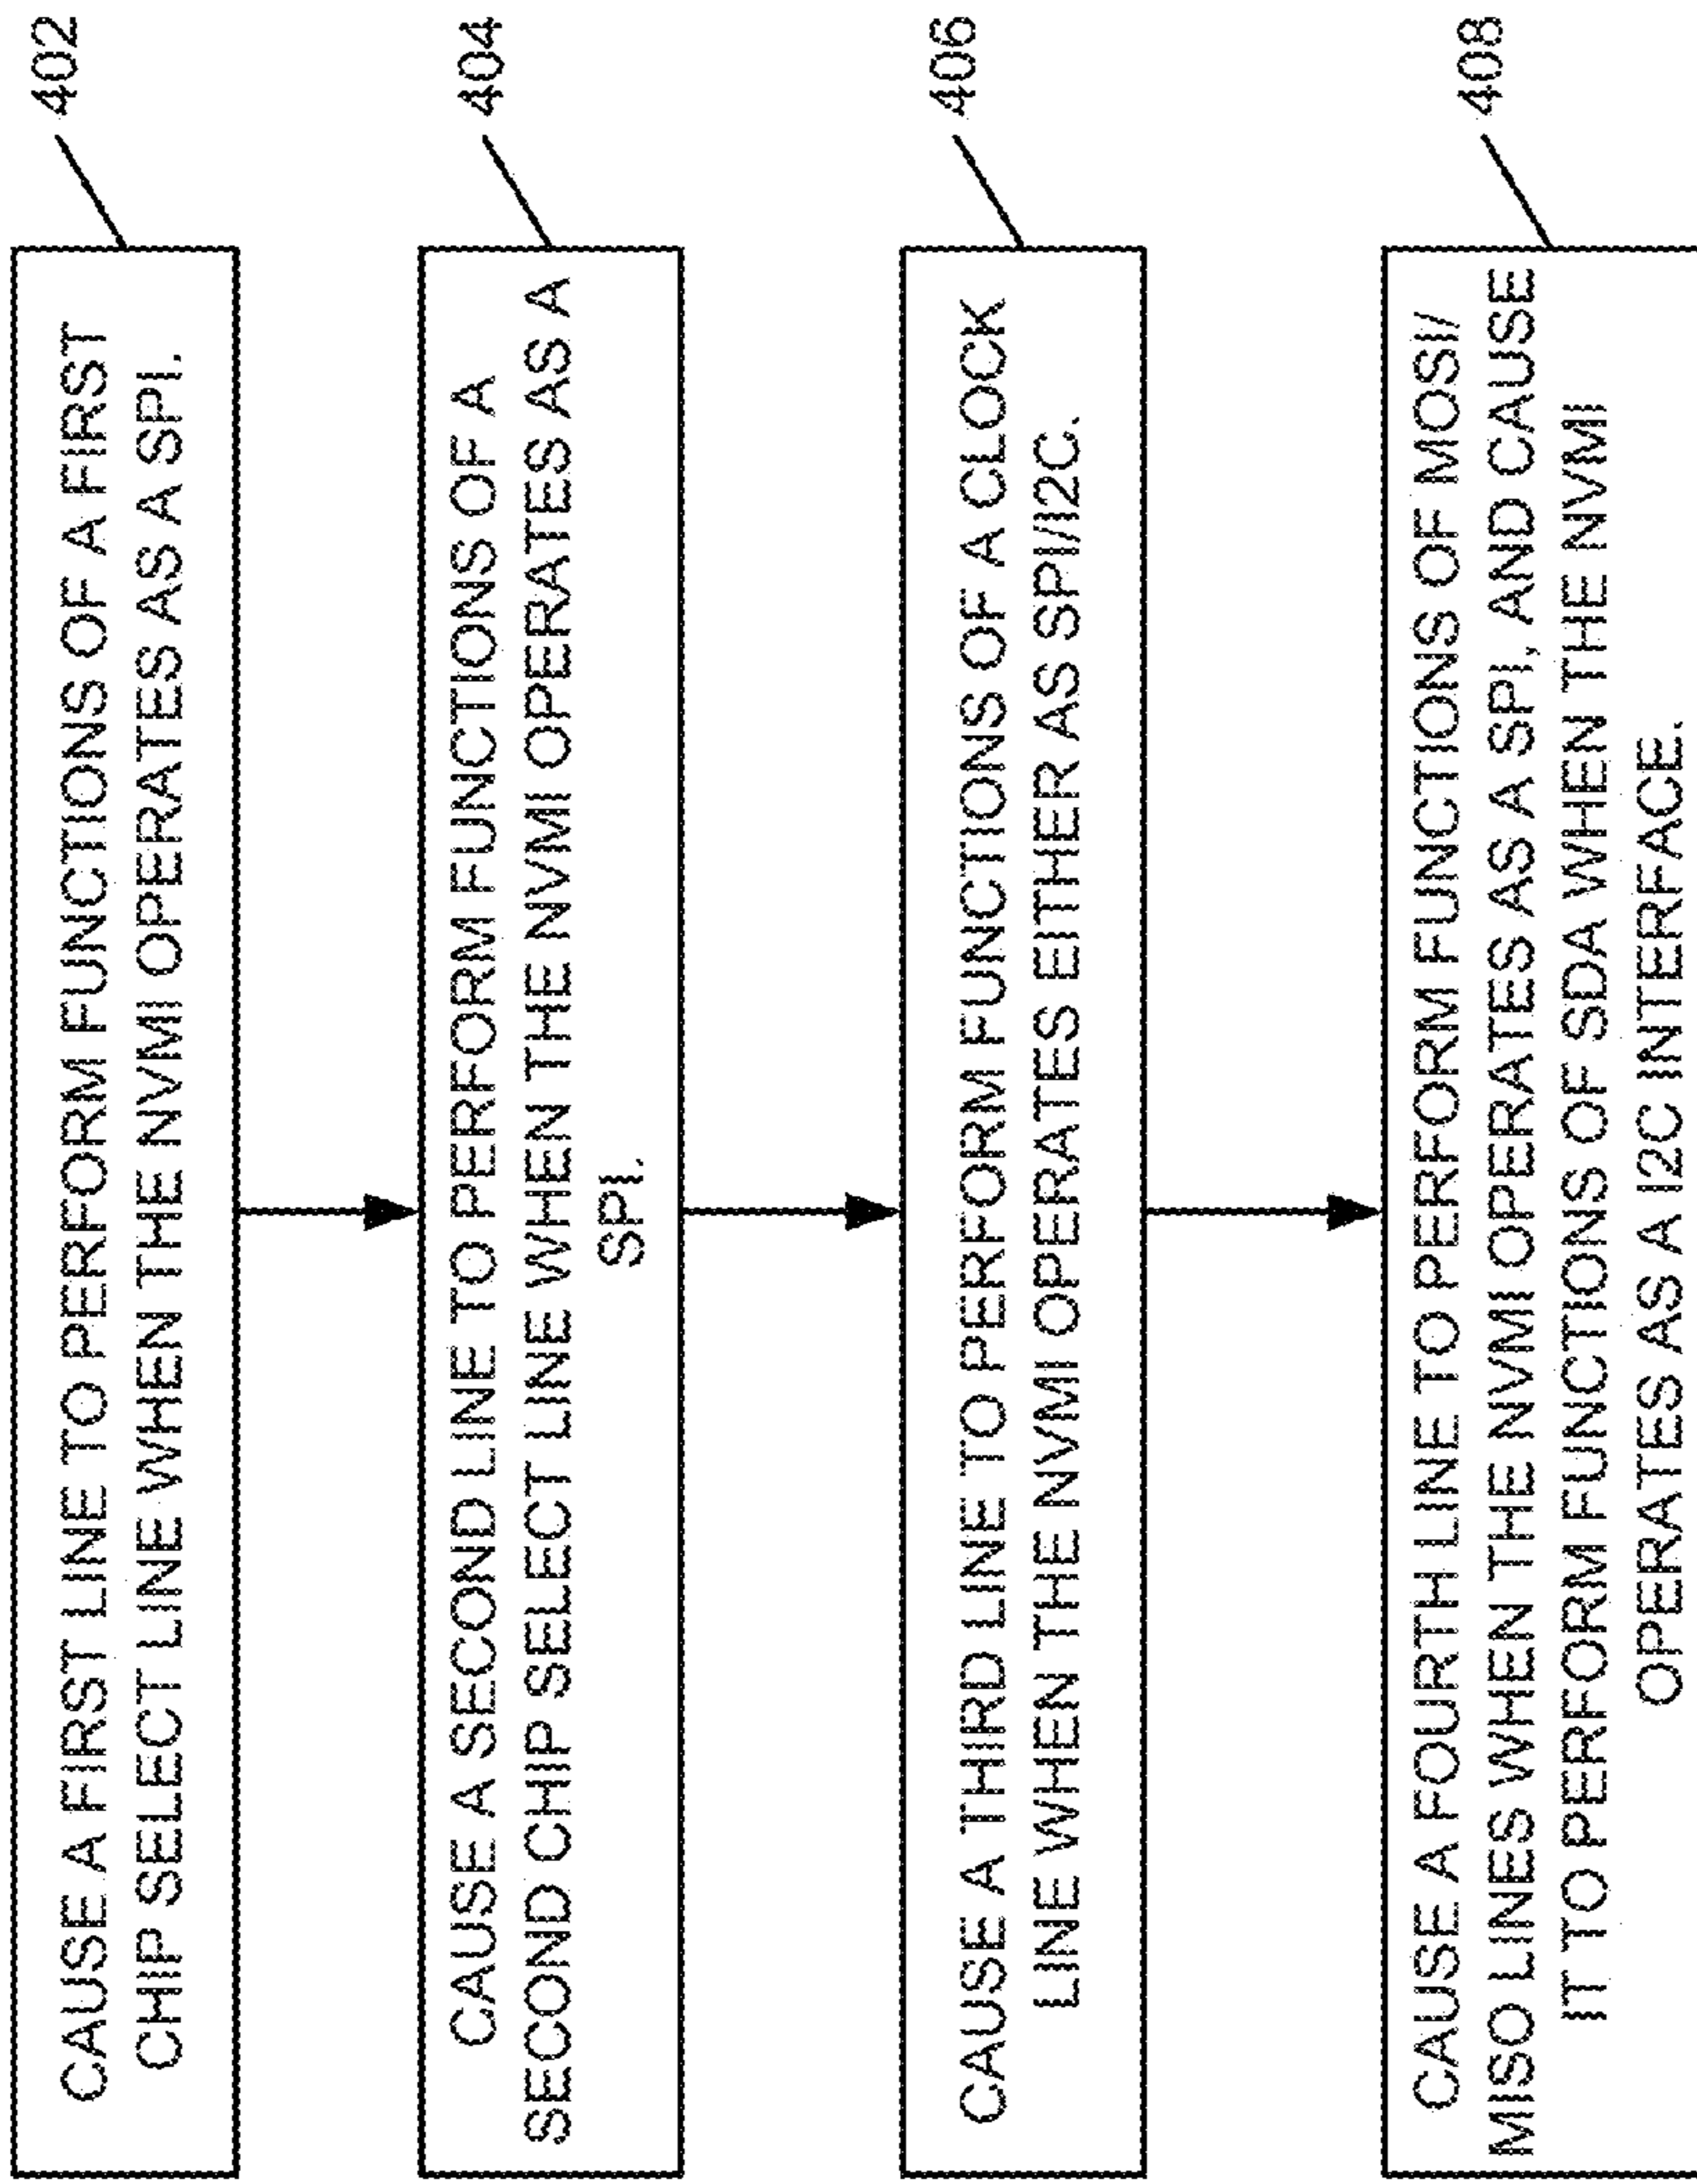 CAUSE A FIRST LINE TO PERFORM FUNCTIONS OF A FIRST
CHIP SELECT LINE WHEN THE NVMI OPERATES AS A SPI.
402
CAUSE A SECOND LINE TO PERFORM FUNCTIONS OF A
SECOND CHIP SELECT LINE WHEN THE NVMI OPERATES AS A
SPI.
404
CAUSE A THIRD LINE TO PERFORM FUNCTIONS OF A CLOCK
LINE WHEN THE NVMI OPERATES EITHER AS SPI/I2C.
406
CAUSE A FOURTH LINE TO PERFORM FUNCTIONS OF MOSI/
MISO LINES WHEN THE NVMI OPERATES AS A SPI, AND CAUSE
IT TO PERFORM FUNCTIONS OF SDA WHEN THE NVMI
OPERATES AS A I2C INTERFACE.
408